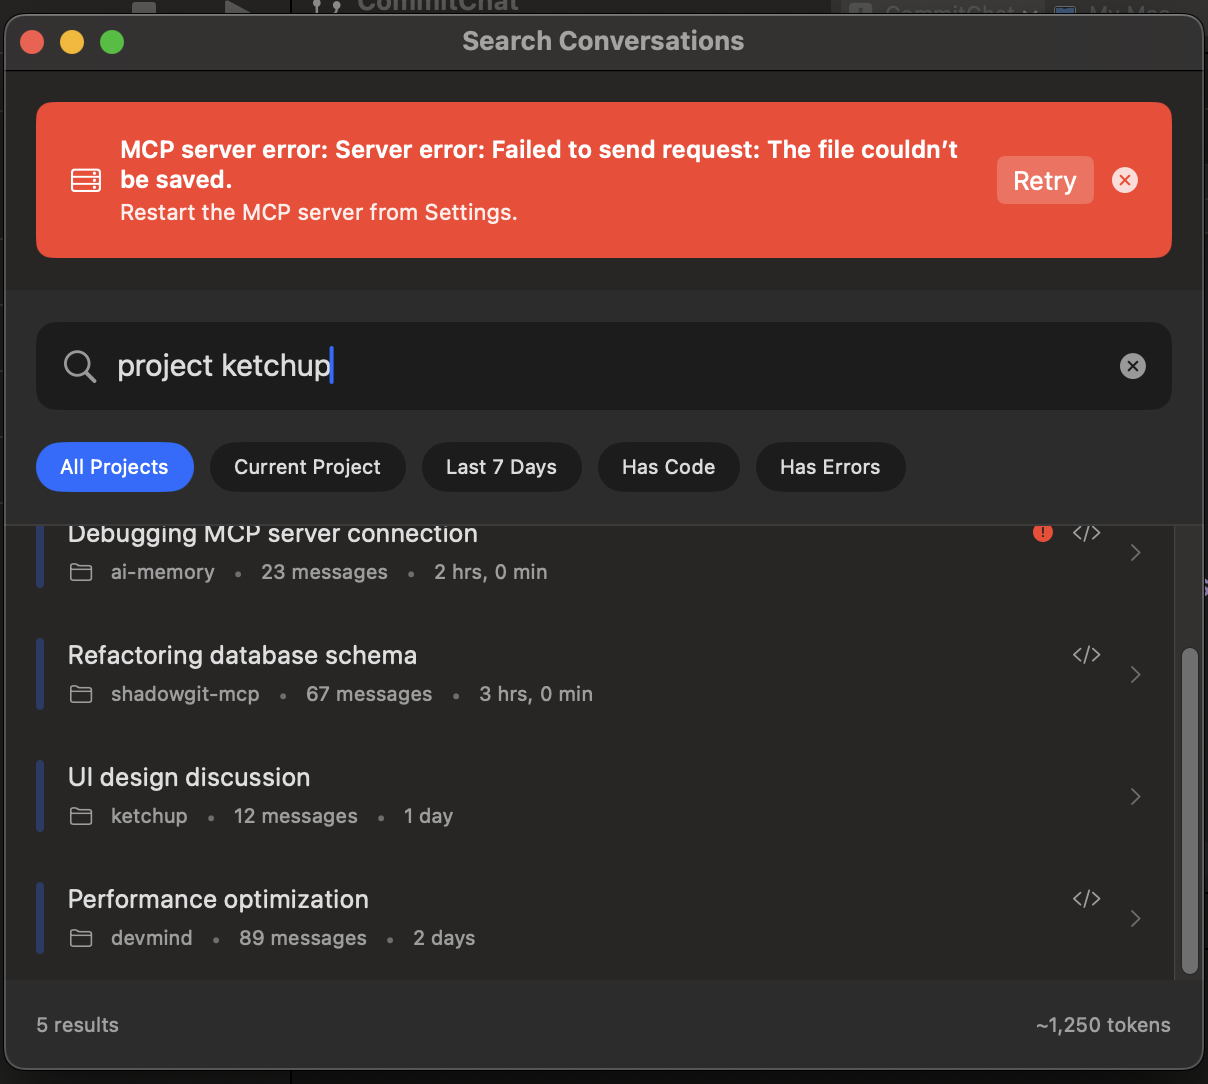 CommitChat
CommitChat
My Mac
Search Conversations
MCP server error: Server error: Failed to send request: The file couldn’t
be saved.
Restart the MCP server from Settings.
Retry
project ketchup
All Projects
Current Project
Last 7 Days
Has Code
Has Errors
Debugging MCP server connection
ai-memory • 23 messages • 2 hrs, 0 min
Refactoring database schema
shadowgit-mcp • 67 messages • 3 hrs, 0 min
UI design discussion
ketchup • 12 messages • 1 day
Performance optimization
devmind • 89 messages • 2 days
5 results
~1,250 tokens